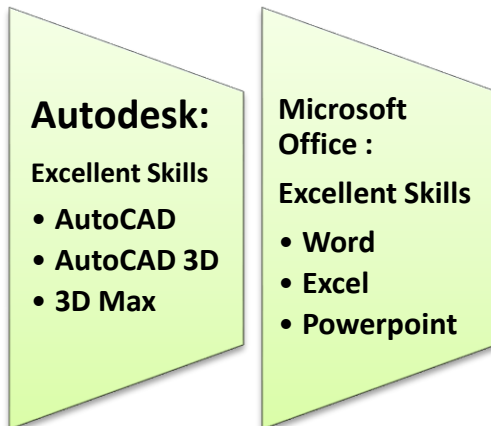 Autodesk:
Excellent Skills
• AutoCAD
• AutoCAD 3D
• 3D Max
Microsoft
Office :
Excellent Skills
• Word
• Excel
• Powerpoint